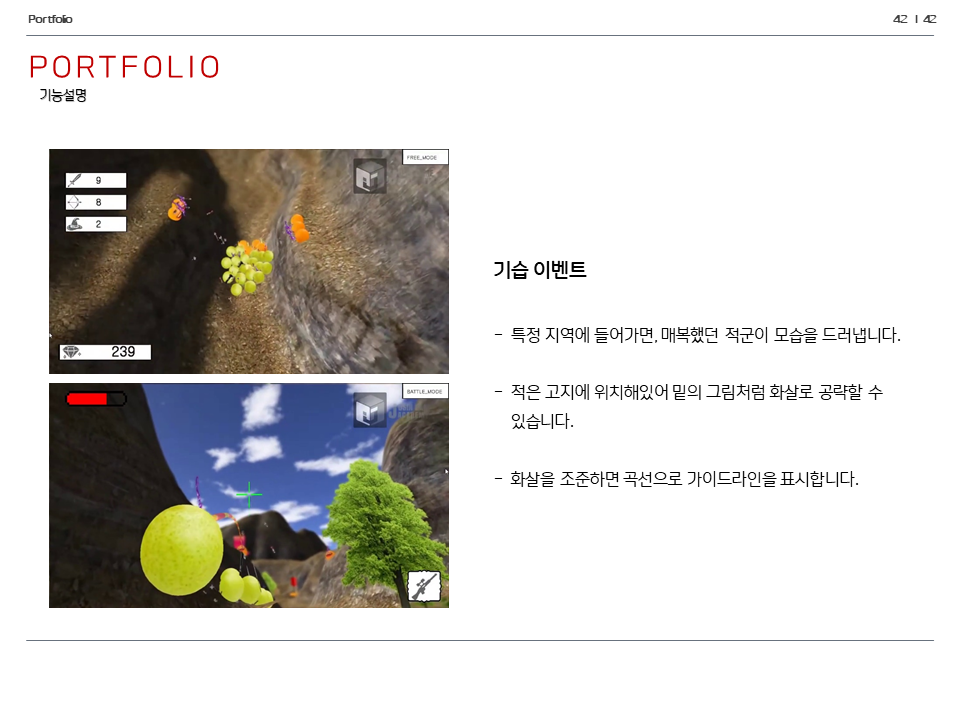 Portfolio
42 | 42
PORTFOLIO
기능설명
FREE_MODE
9
8
2
239
BATTLE_MODE
기습 이벤트
- 특정 지역에 들어가면, 매복했던 적군이 모습을 드러냅니다.
- 적은 고지에 위치해있어 밑의 그림처럼 화살로 공략할 수
있습니다.
- 화살을 조준하면 곡선으로 가이드라인을 표시합니다.